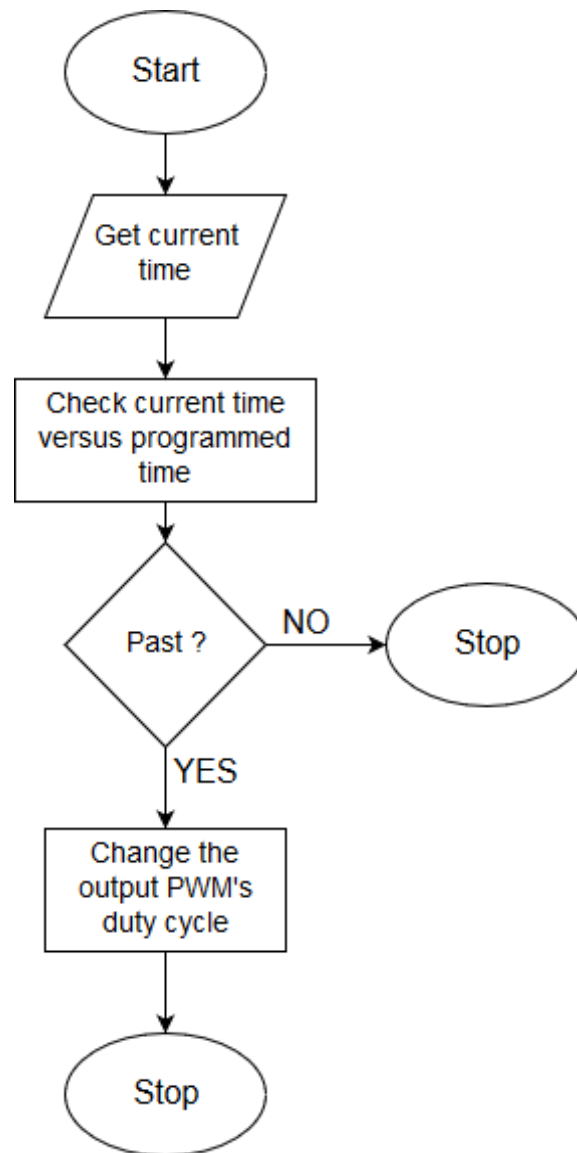 Start
Get current
time
Check current time
versus programmed
time
Past ?
NO
Stop
YES
Change the
output PWM's
duty cycle
Stop